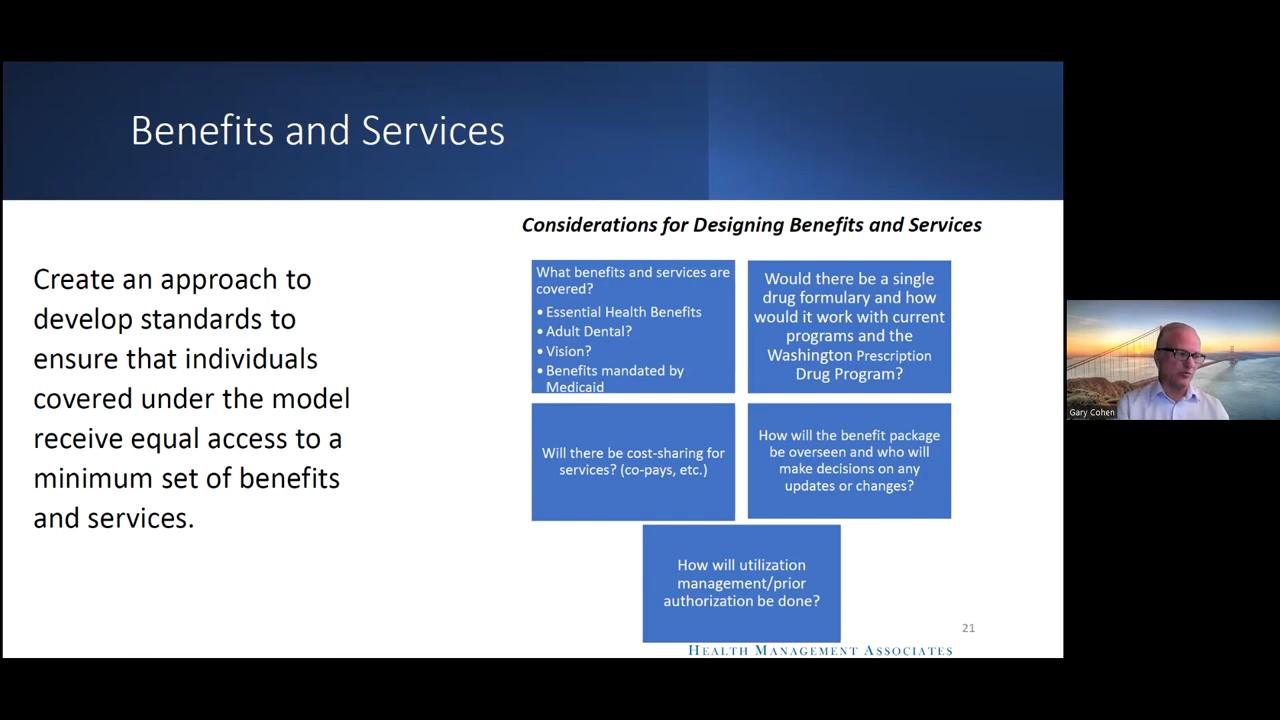 Benefits and Services
Create an approach to
develop standards to
ensure that individuals
covered under the model
receive equal access to a
minimum set of benefits
and services.
Considerations for Designing Benefits and Services
What benefits and services are
covered?
• Essential Health Benefits
• Adult Dental?
• Vision?
• Benefits mandated by
Medicaid
Would there be a single
drug formulary and how
would it work with current
programs and the
Washington Prescription
Drug Program?
Will there be cost-sharing for
services? (co-pays, etc.)
How will the benefit package
be overseen and who will
make decisions on any
updates or changes?
How will utilization
management/prior
authorization be done?
21
HEALTH MANAGEMENT ASSOCIATES
Gary Cohen